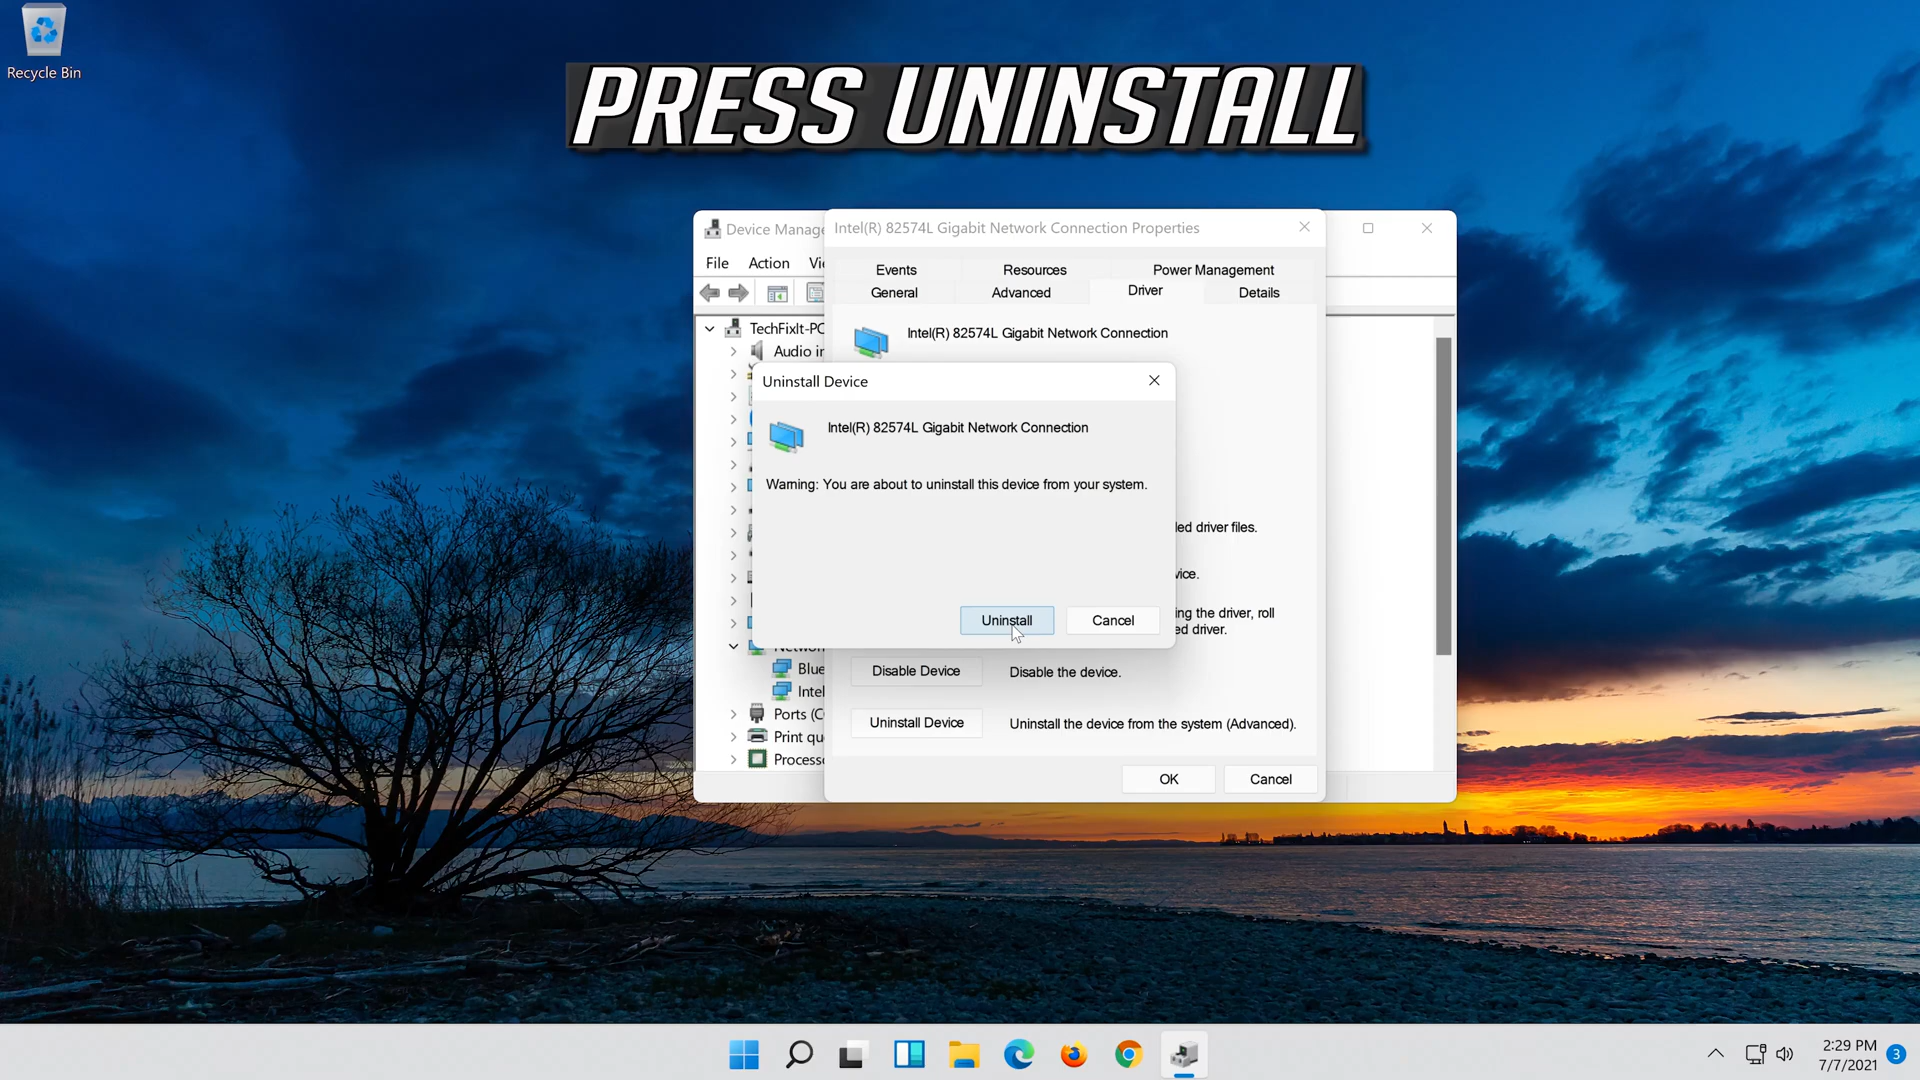 Recycle Bin
PRESS UNINSTALL
Device Manage
Intel(R) 82574L Gigabit Network Connection Properties
File Action
Events Resources Power Management
General Advanced Driver Details
TechFixIt-PC
Intel(R) 82574L Gigabit Network Connection
Audio in
Uninstall Device
Intel(R) 82574L Gigabit Network Connection
Warning: You are about to uninstall this device from your system.
led driver files.
vice.
ing the driver, roll
ed driver.
Uninstall Cancel
Network
Blue
Disable Device Disable the device.
Intel
Ports (C
Uninstall Device Uninstall the device from the system (Advanced).
Print qu
Process
OK Cancel
2:29 PM
7/7/2021
3